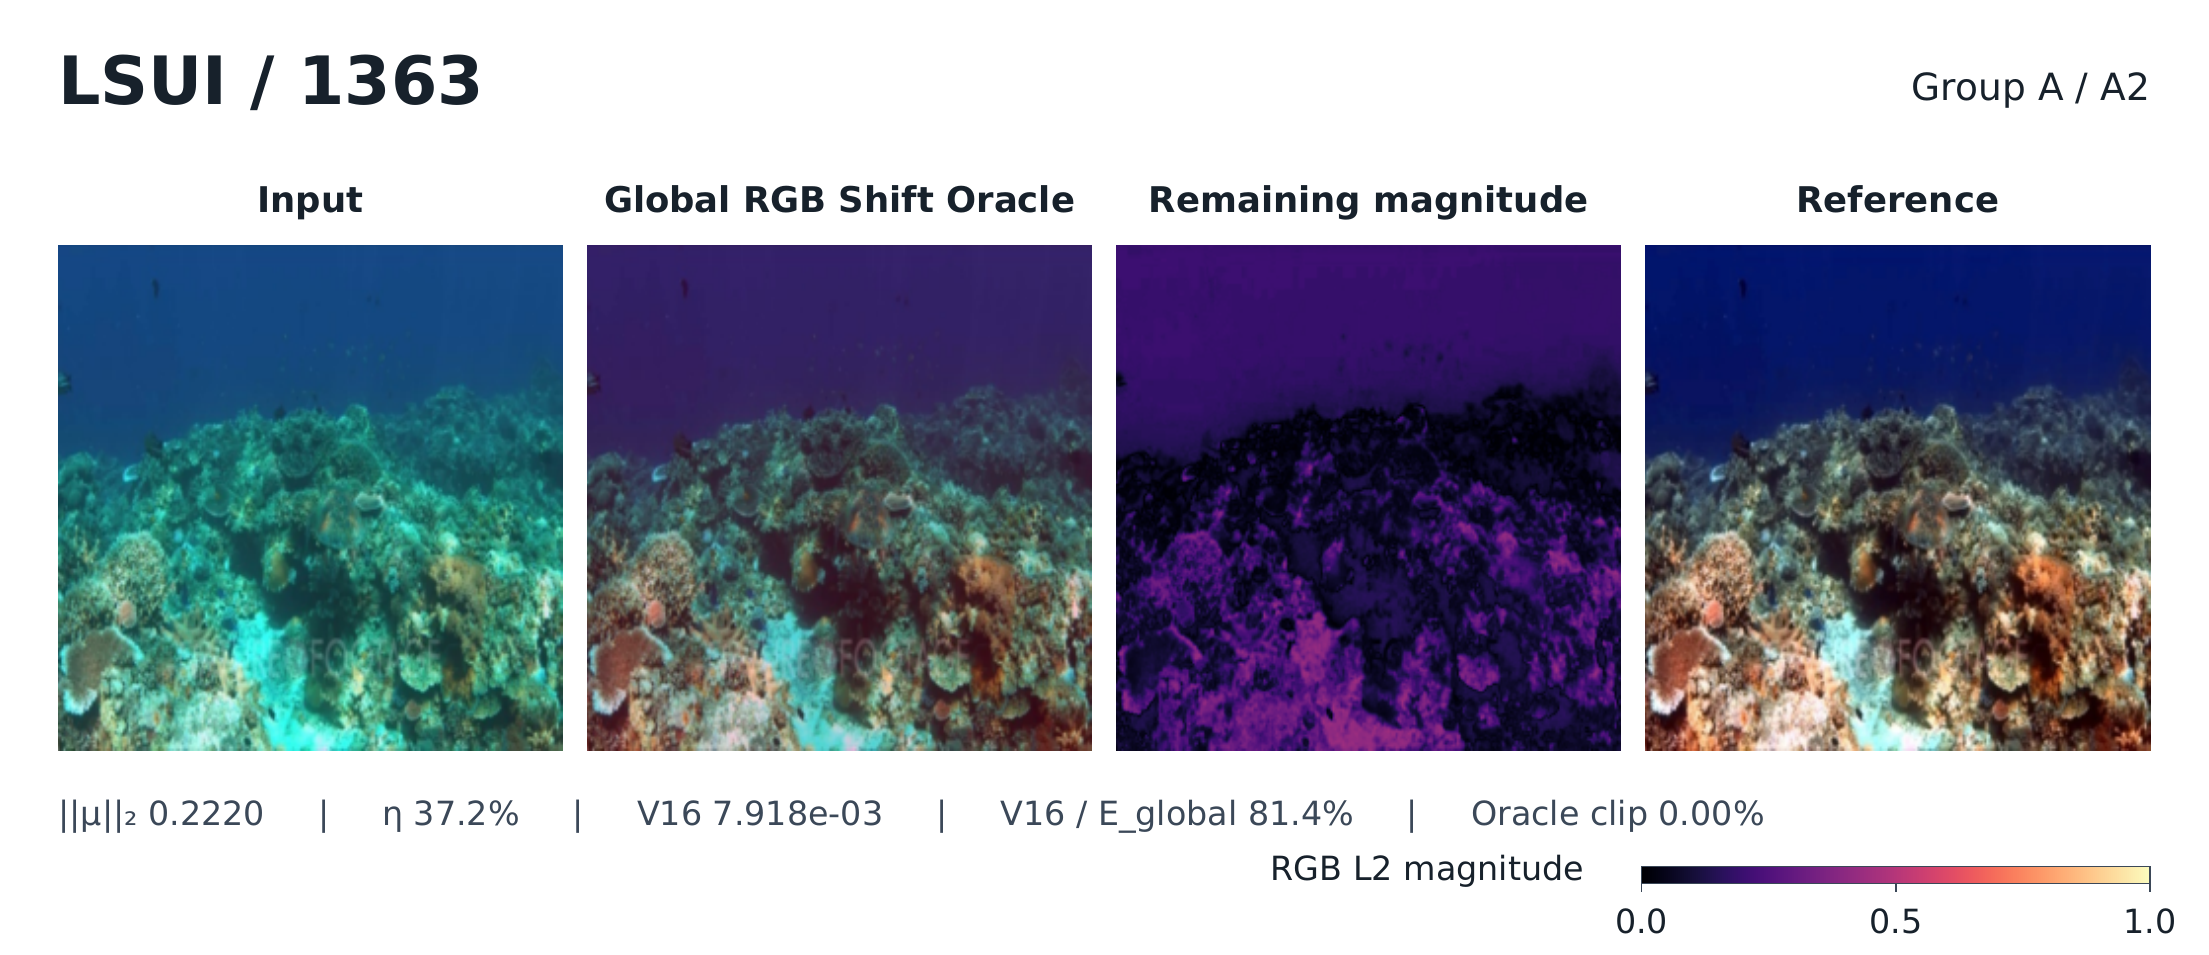 LSUI / 1363
Group A / A2
Input
Global RGB Shift Oracle
Remaining magnitude
Reference
||μ||₂ 0.2220 | η 37.2% | V16 7.918e-03 | V16 / E_global 81.4% | Oracle clip 0.00%
RGB L2 magnitude
0.0 0.5 1.0